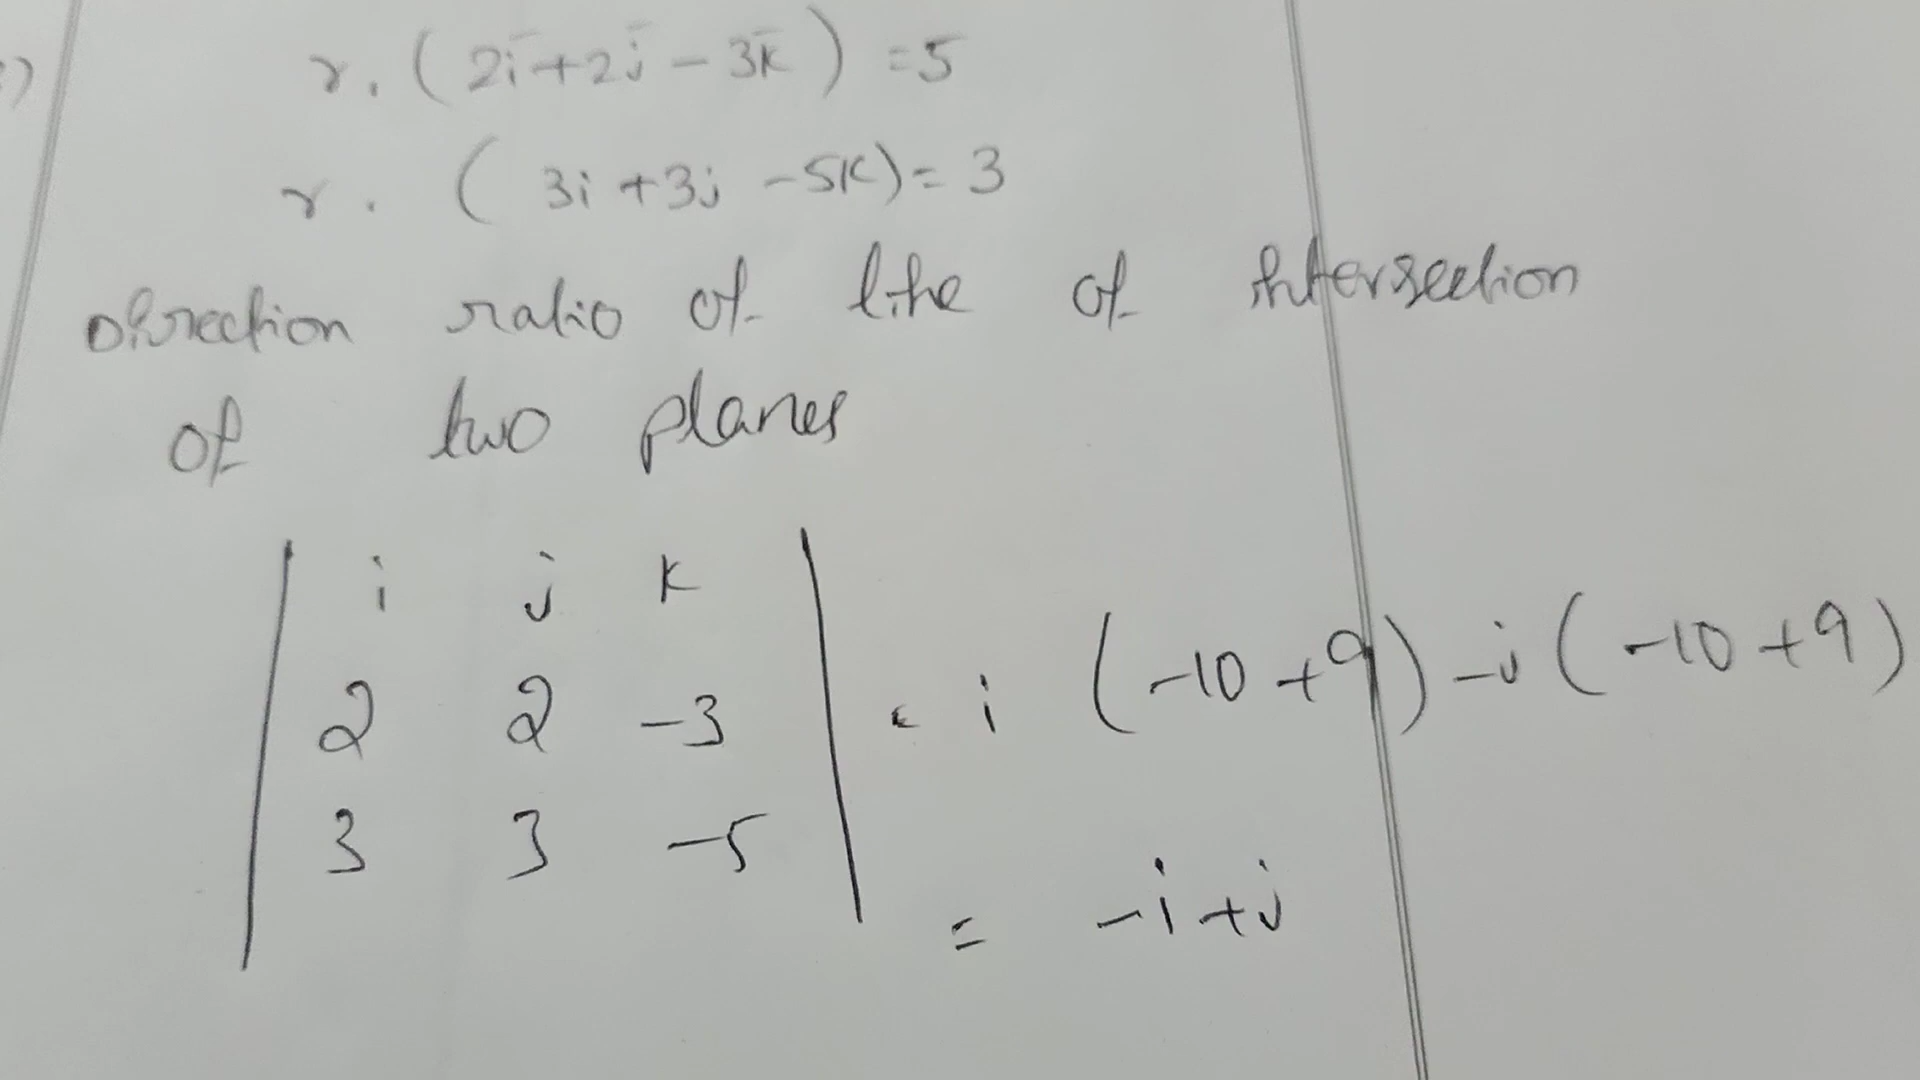 r. (2i̅+2j̅-3k̅) =5
r. (3i+3j-5k)=3
Direction ratio of line of intersection
of two planes
| i j k |
| 2 2 -3 | = i (-10+9) -j (-10+9)
| 3 3 -5 |
= -i+j